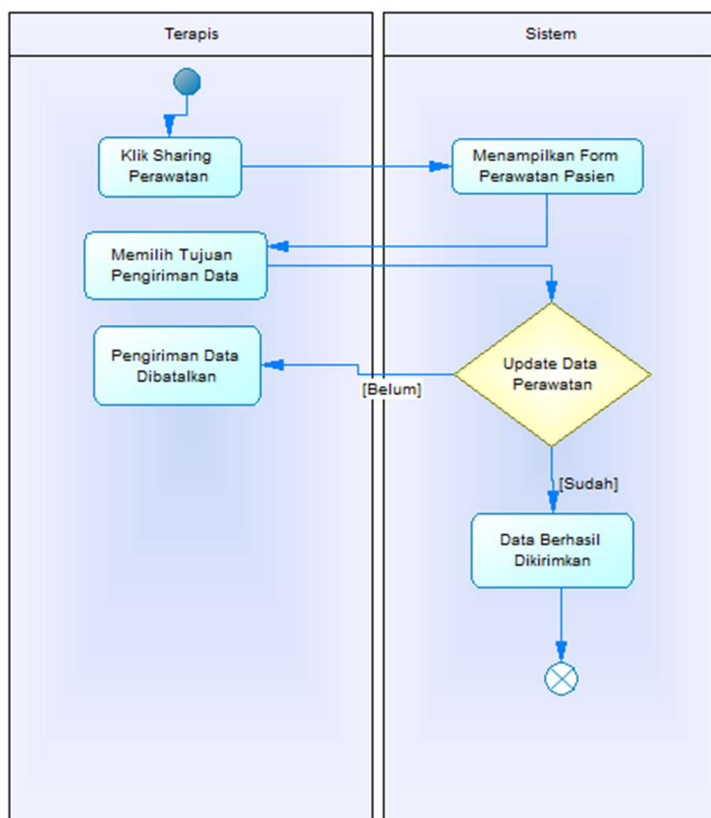 Terapis
Sistem
Klik Sharing
Perawatan
Menampilkan Form
Perawatan Pasien
Memilih Tujuan
Pengiriman Data
Update Data
Perawatan
Pengiriman Data
Dibatalkan
[Belum]
[Sudah]
Data Berhasil
Dikirimkan